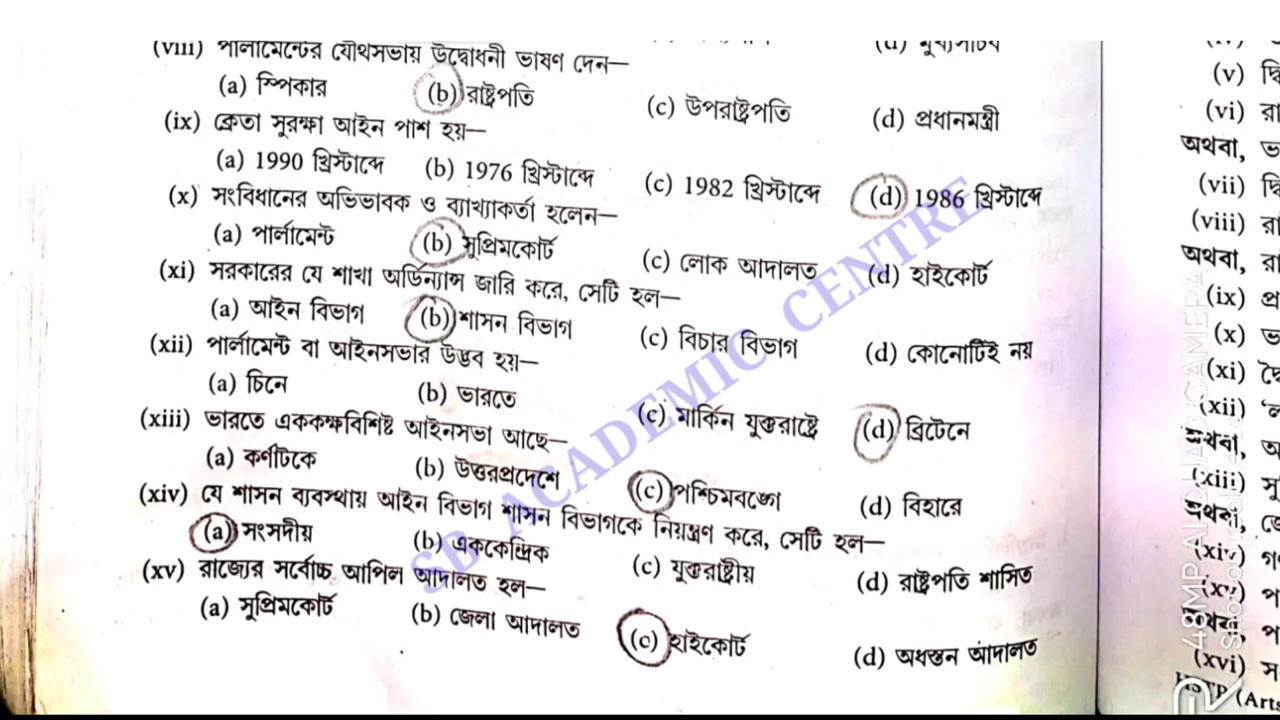 (viii) পার্লামেন্টের যৌথসভায় উদ্বোধনী ভাষণ দেন—
(a) স্পিকার (b) রাষ্ট্রপতি (c) উপরাষ্ট্রপতি (d) প্রধানমন্ত্রী
(ix) ক্রেতা সুরক্ষা আইন পাশ হয়—
(a) 1990 খ্রিস্টাব্দে (b) 1976 খ্রিস্টাব্দে (c) 1982 খ্রিস্টাব্দে (d) 1986 খ্রিস্টাব্দে
(x) সংবিধানের অভিভাবক ও ব্যাখ্যাকর্তা হলেন—
(a) পার্লামেন্ট (b) সুপ্রিমকোর্ট (c) লোক আদালত (d) হাইকোর্ট
(xi) সরকারের যে শাখা অর্ডিন্যান্স জারি করে, সেটি হল—
(a) আইন বিভাগ (b) শাসন বিভাগ (c) বিচার বিভাগ (d) কোনোটিই নয়
(xii) পার্লামেন্ট বা আইনসভার উদ্ভব হয়—
(a) চিনে (b) ভারতে (c) মার্কিন যুক্তরাষ্ট্রে (d) ব্রিটেনে
(xiii) ভারতে এককক্ষবিশিষ্ট আইনসভা আছে—
(a) কর্ণাটকে (b) উত্তরপ্রদেশে (c) পশ্চিমবঙ্গে (d) বিহারে
(xiv) যে শাসন ব্যবস্থায় আইন বিভাগ শাসন বিভাগকে নিয়ন্ত্রণ করে, সেটি হল—
(a) সংসদীয় (b) এককেন্দ্রিক (c) যুক্তরাষ্ট্রীয় (d) রাষ্ট্রপতি শাসিত
(xv) রাজ্যের সর্বোচ্চ আপিল আদালত হল—
(a) সুপ্রিমকোর্ট (b) জেলা আদালত (c) হাইকোর্ট (d) অধস্তন আদালত
SB ACADEMIC CENTRE
(v)
(vi)
অথবা,
(vii)
(viii)
অথবা,
(ix)
(x)
(xi)
(xii)
অথবা,
(xiii)
অথবা,
(xiv)
(xv)
অথবা,
(xvi)
48MP AI QUAD CAMERA